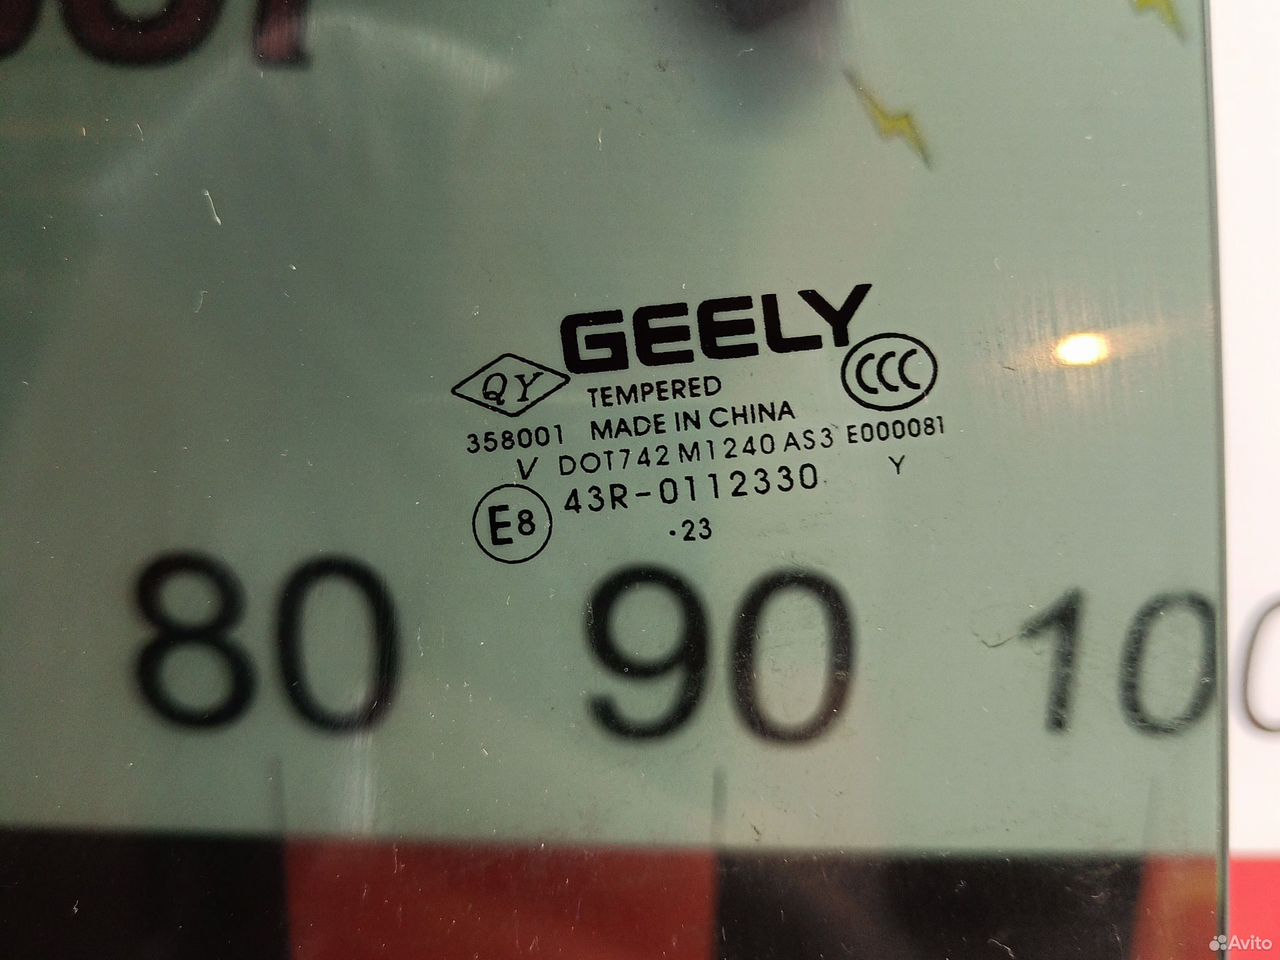 GEELY
QY
TEMPERED
CCC
358001 MADE IN CHINA
V DOT742 M1240 AS3 E000081
E8 43R-0112330 Y
·23
80 90 100
Avito